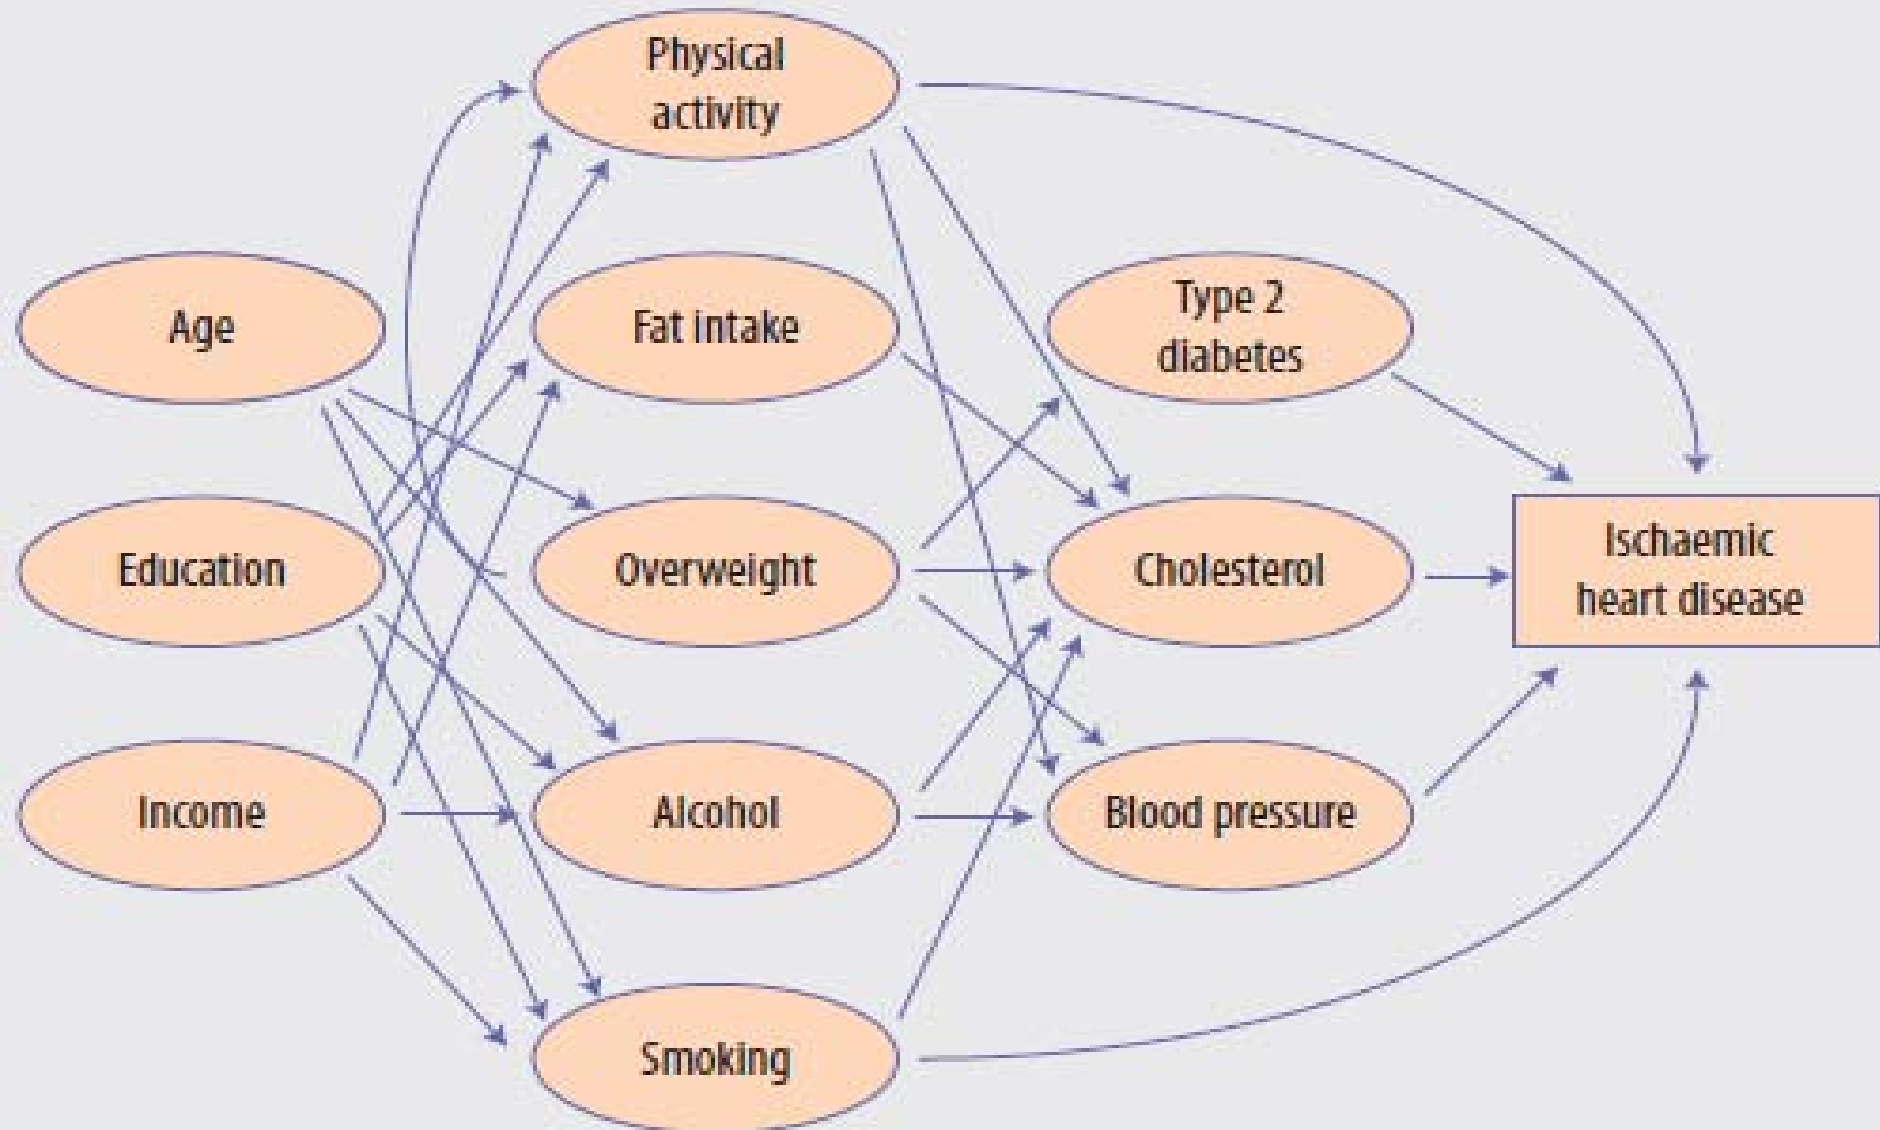 Physical
activity
Age
Fat intake
Type 2
diabetes
Education
Overweight
Cholesterol
Ischaemic
heart disease
Income
Alcohol
Blood pressure
Smoking